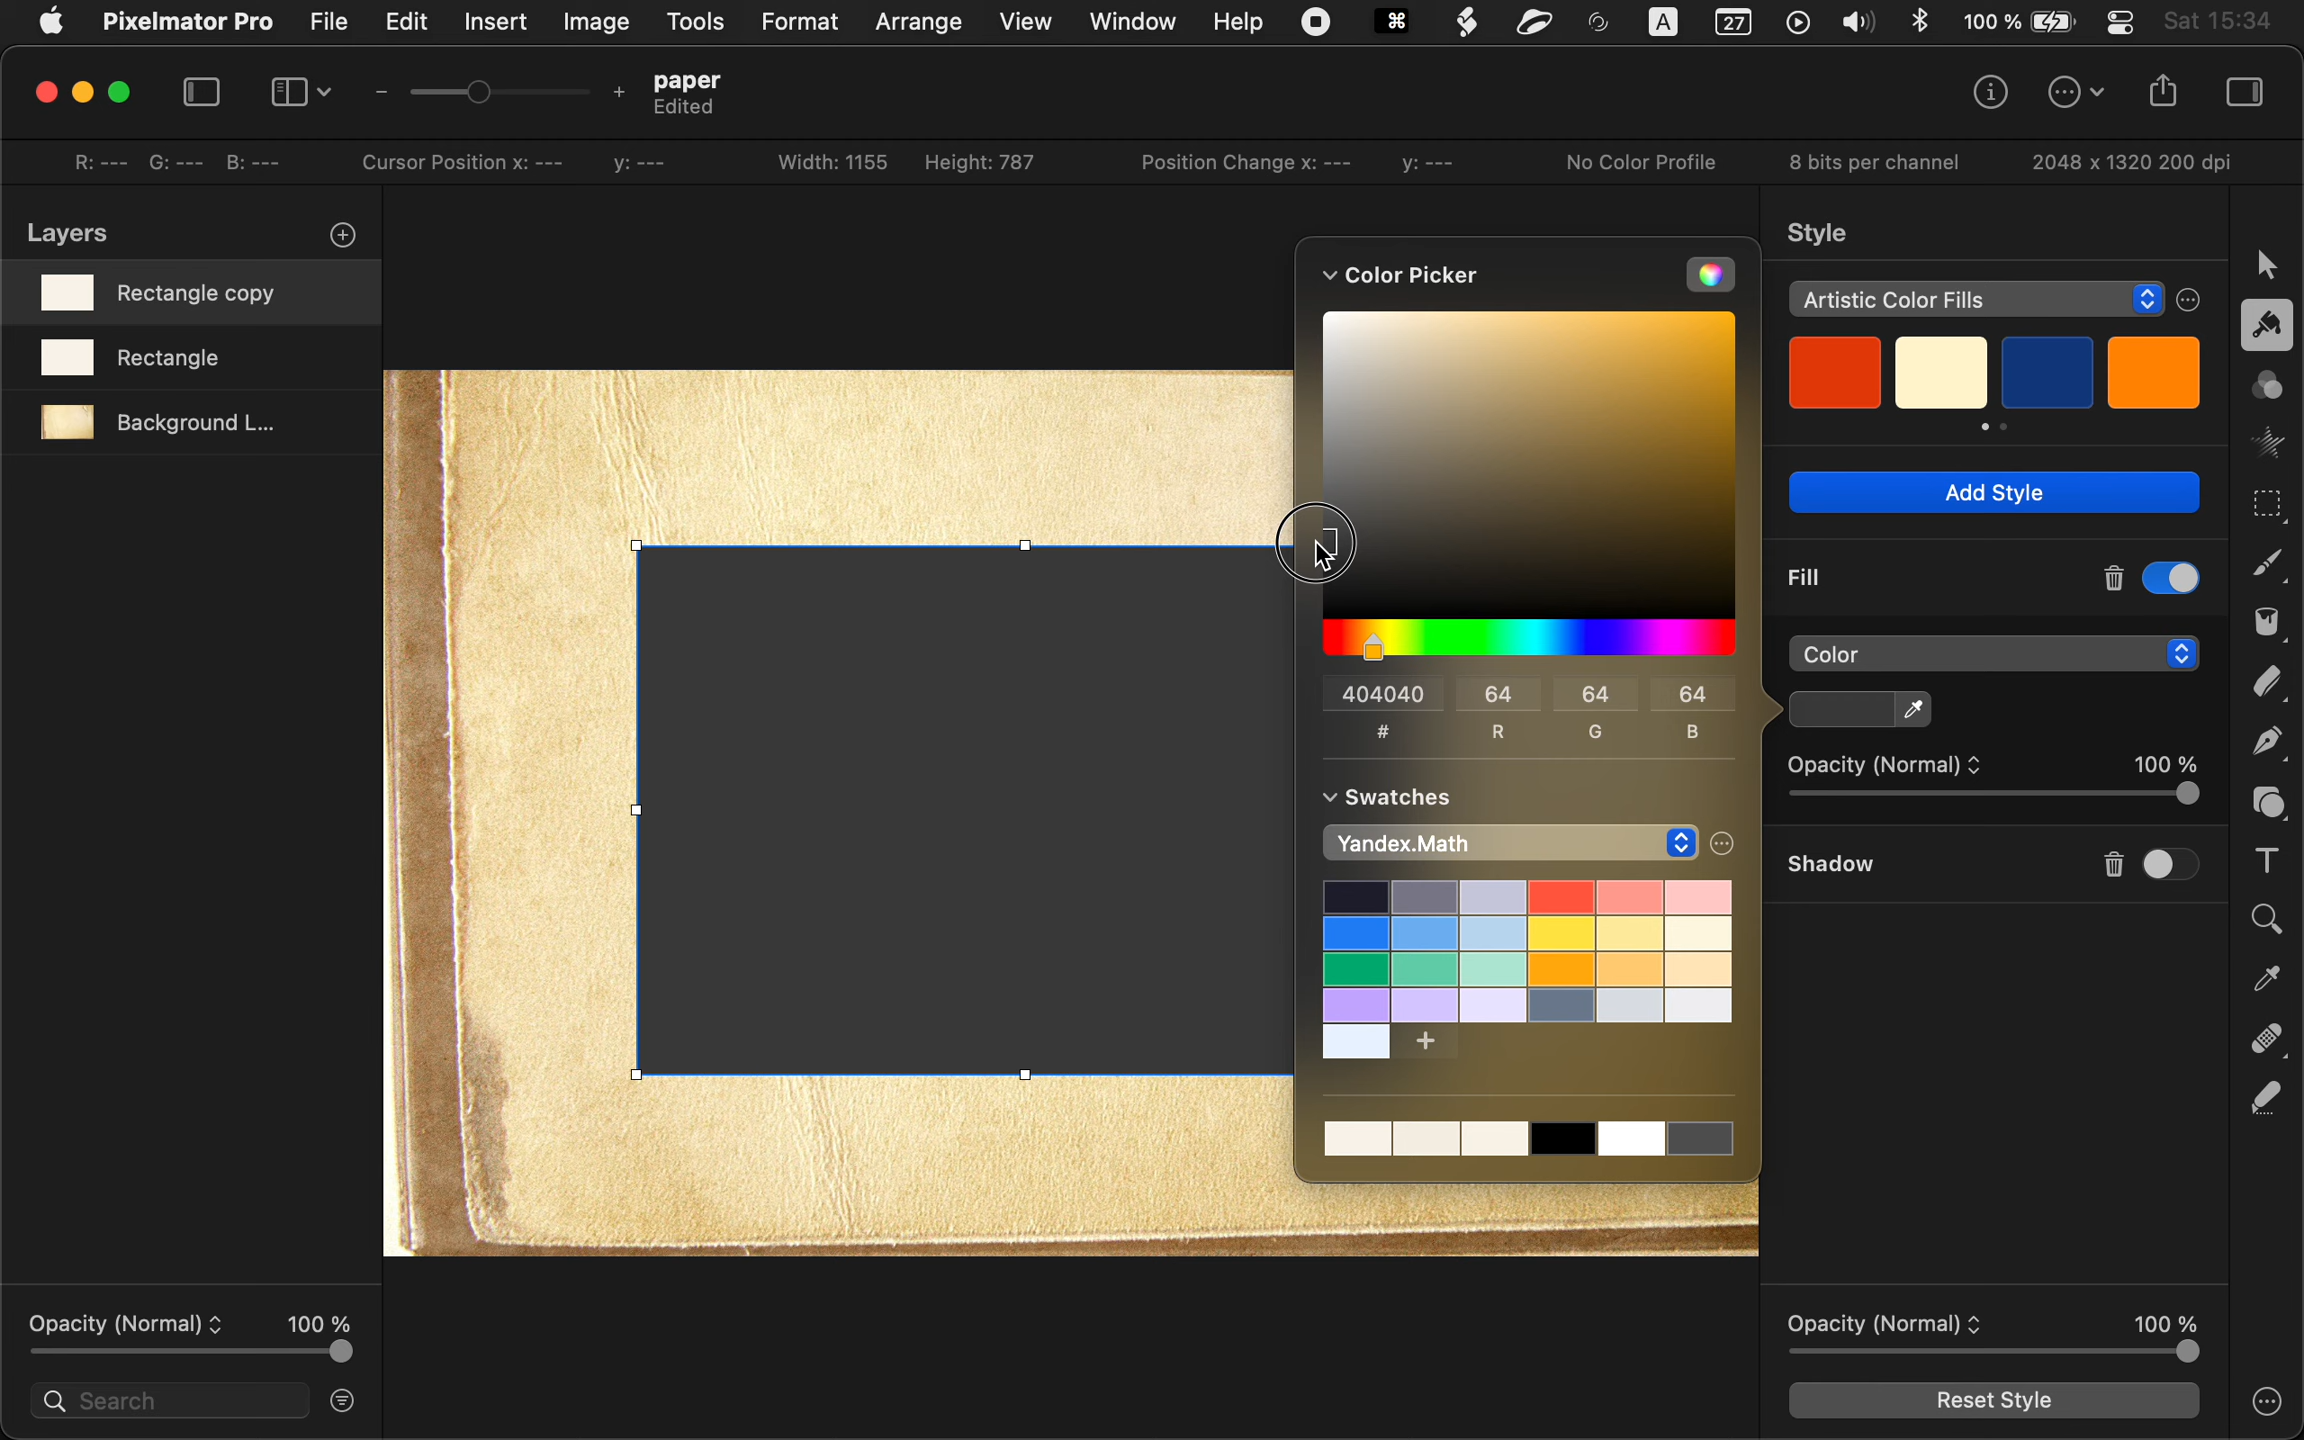 Pixelmator Pro File Edit Insert Image Tools Format Arrange View Window Help ⌘ A 27 100 % Sat 15:34
paper
Edited
R: --- G: --- B: --- Cursor Position x: --- y: --- Width: 1155 Height: 787 Position Change x: --- y: --- No Color Profile 8 bits per channel 2048 x 1320 200 dpi
Layers
Rectangle copy
Rectangle
Background L...
Opacity (Normal) 100 %
Search
Color Picker
404040 64 64 64
# R G B
Swatches
Yandex.Math
+
Style
Artistic Color Fills
Add Style
Fill
Color
Opacity (Normal) 100 %
Shadow
Opacity (Normal) 100 %
Reset Style